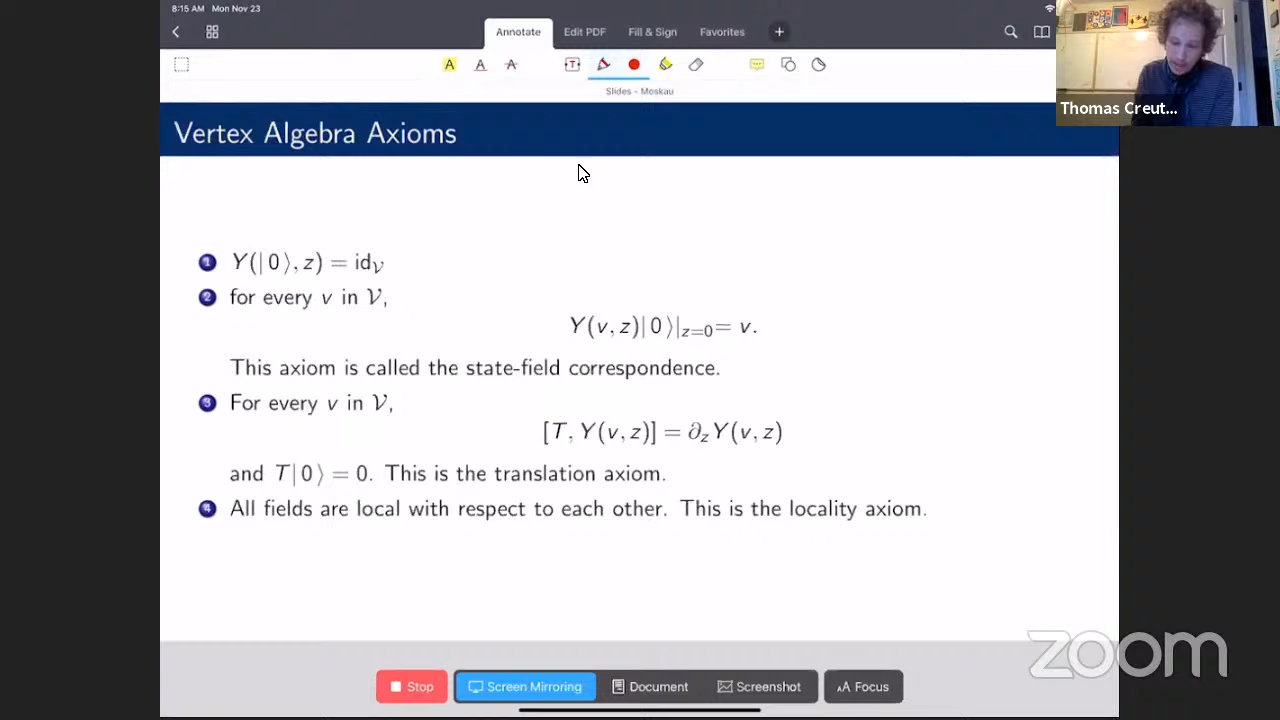 8:15 AM Mon Nov 23
Annotate Edit PDF Fill & Sign Favorites
Slides - Moskau
Thomas Creut...
Vertex Algebra Axioms
1 Y(|0⟩, z) = id_𝒱
2 for every v in 𝒱,
Y(v, z)|0⟩|_{z=0} = v.
This axiom is called the state-field correspondence.
3 For every v in 𝒱,
[T, Y(v, z)] = ∂_z Y(v, z)
and T|0⟩ = 0. This is the translation axiom.
4 All fields are local with respect to each other. This is the locality axiom.
zoom
Stop Screen Mirroring Document Screenshot AA Focus